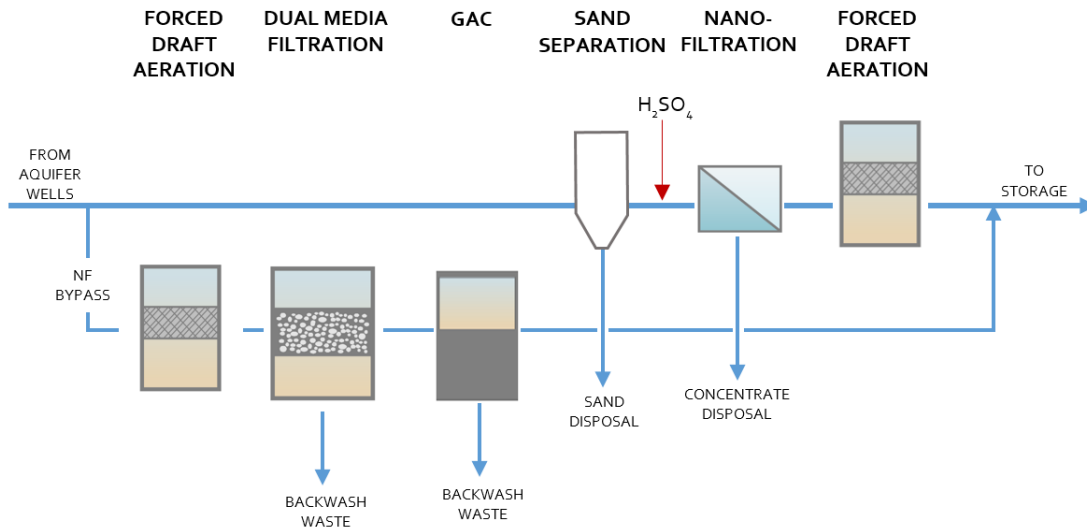 FORCED
DRAFT
AERATION
DUAL MEDIA
FILTRATION
GAC
SAND
SEPARATION
NANO-
FILTRATION
FORCED
DRAFT
AERATION
H₂SO₄
FROM
AQUIFER
WELLS
TO
STORAGE
NF
BYPASS
SAND
DISPOSAL
CONCENTRATE
DISPOSAL
BACKWASH
WASTE
BACKWASH
WASTE